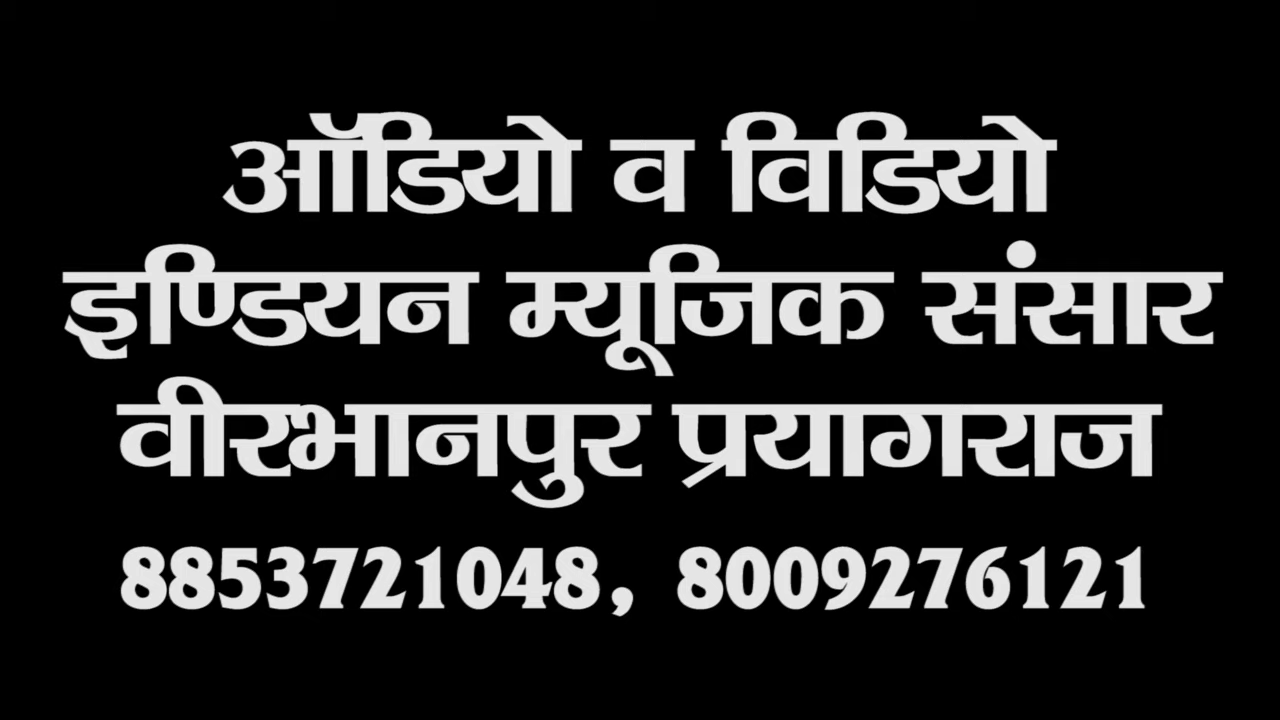 ऑडियो व विडियो
इण्डियन म्यूजिक संसार
वीरभानपुर प्रयागराज
8853721048, 8009276121